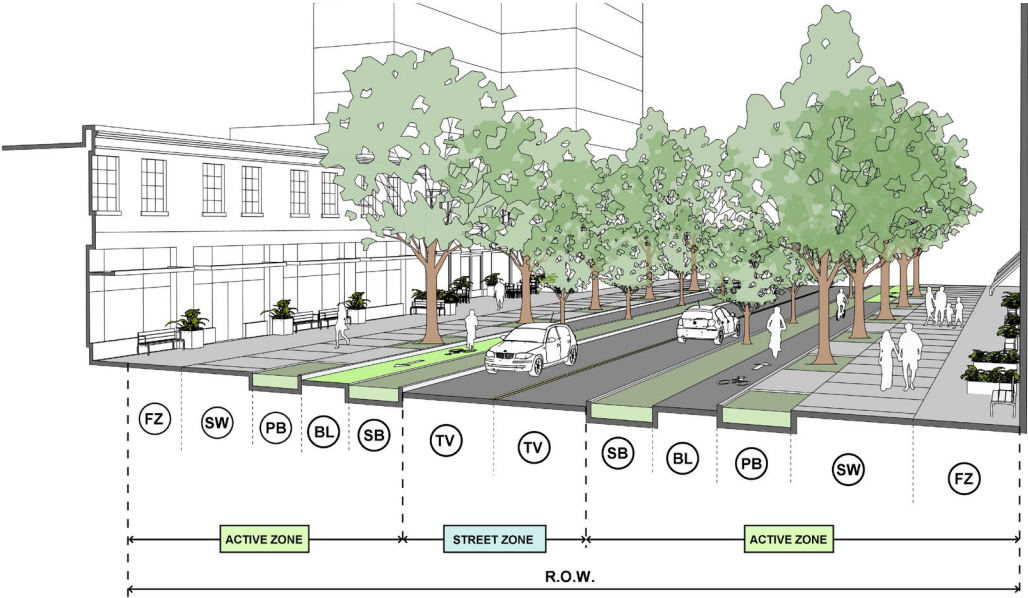 FZ
SW
PB
BL
SB
TV
TV
SB
BL
PB
SW
FZ
ACTIVE ZONE
STREET ZONE
ACTIVE ZONE
R.O.W.